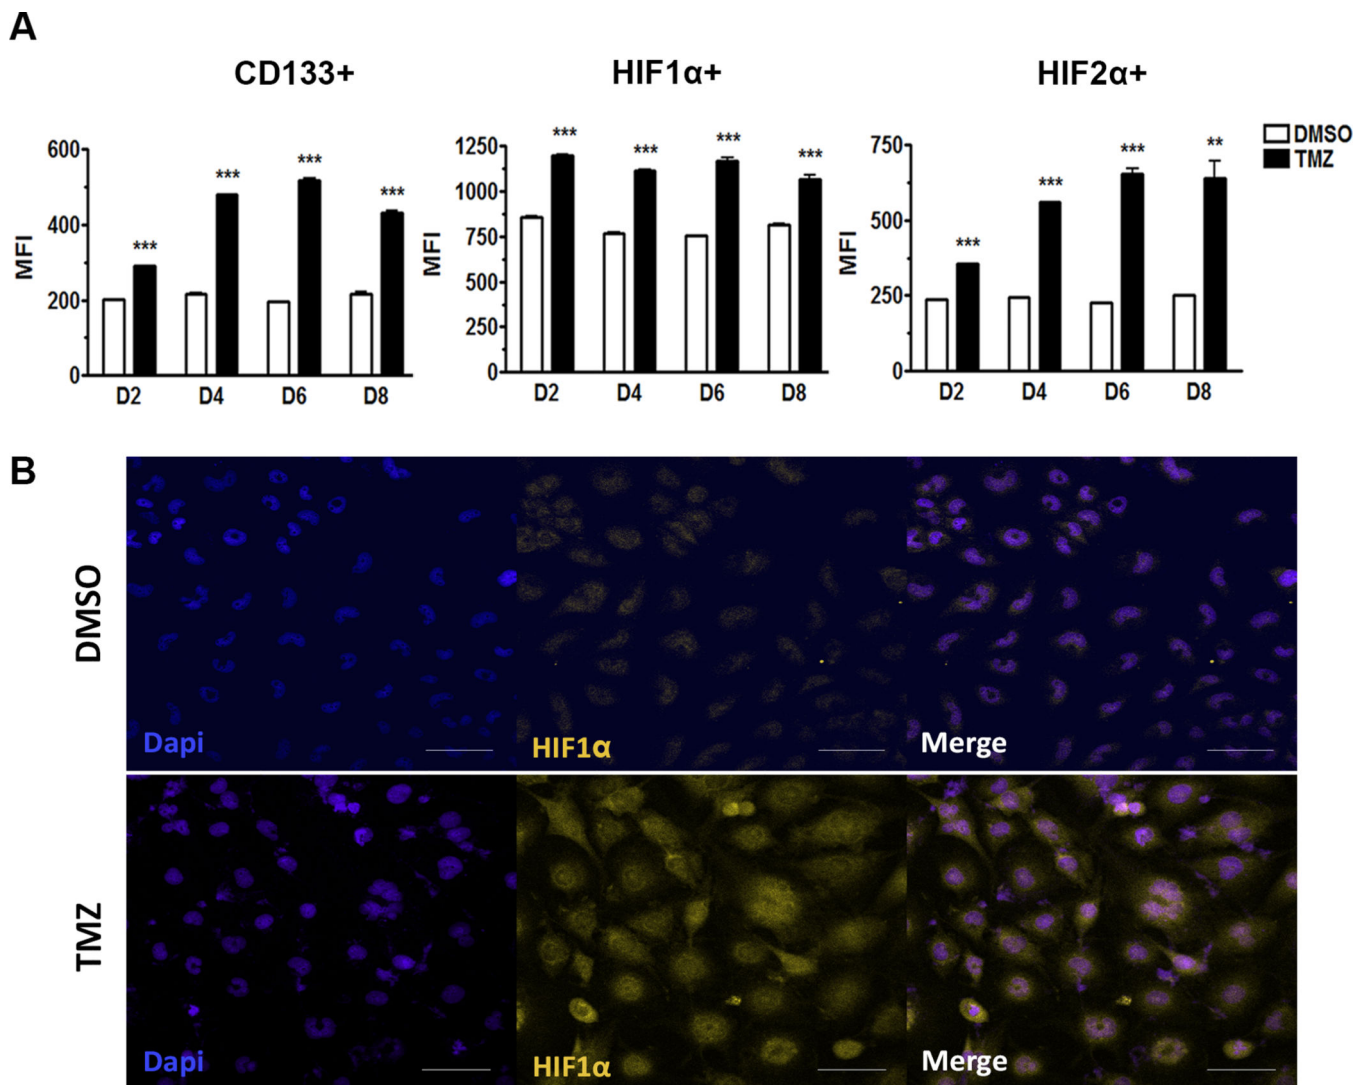 A
CD133+
HIF1α+
HIF2α+
DMSO
TMZ
MFI
600
400
200
0
***
***
***
***
D2
D4
D6
D8
MFI
1250
1000
750
500
250
0
***
***
***
***
D2
D4
D6
D8
MFI
750
500
250
0
***
***
***
**
D2
D4
D6
D8
B
DMSO
Dapi
HIF1α
Merge
TMZ
Dapi
HIF1α
Merge